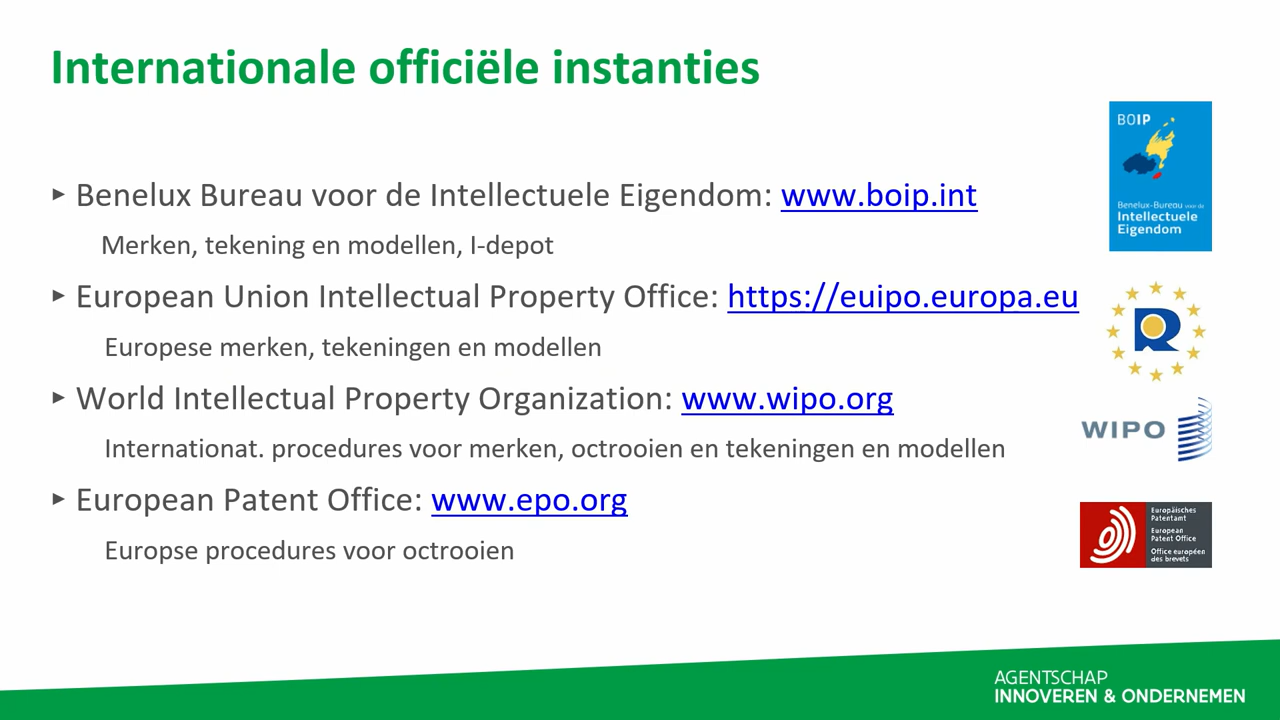 Internationale officiële instanties
BOIP
Benelux-Bureau voor de
Intellectuele
Eigendom
▸ Benelux Bureau voor de Intellectuele Eigendom: www.boip.int
Merken, tekening en modellen, I-depot
▸ European Union Intellectual Property Office: https://euipo.europa.eu
Europese merken, tekeningen en modellen
▸ World Intellectual Property Organization: www.wipo.org
WIPO
Internationat. procedures voor merken, octrooien en tekeningen en modellen
▸ European Patent Office: www.epo.org
Europäisches
Patentamt
European
Patent Office
Office européen
des brevets
Europse procedures voor octrooien
AGENTSCHAP
INNOVEREN & ONDERNEMEN